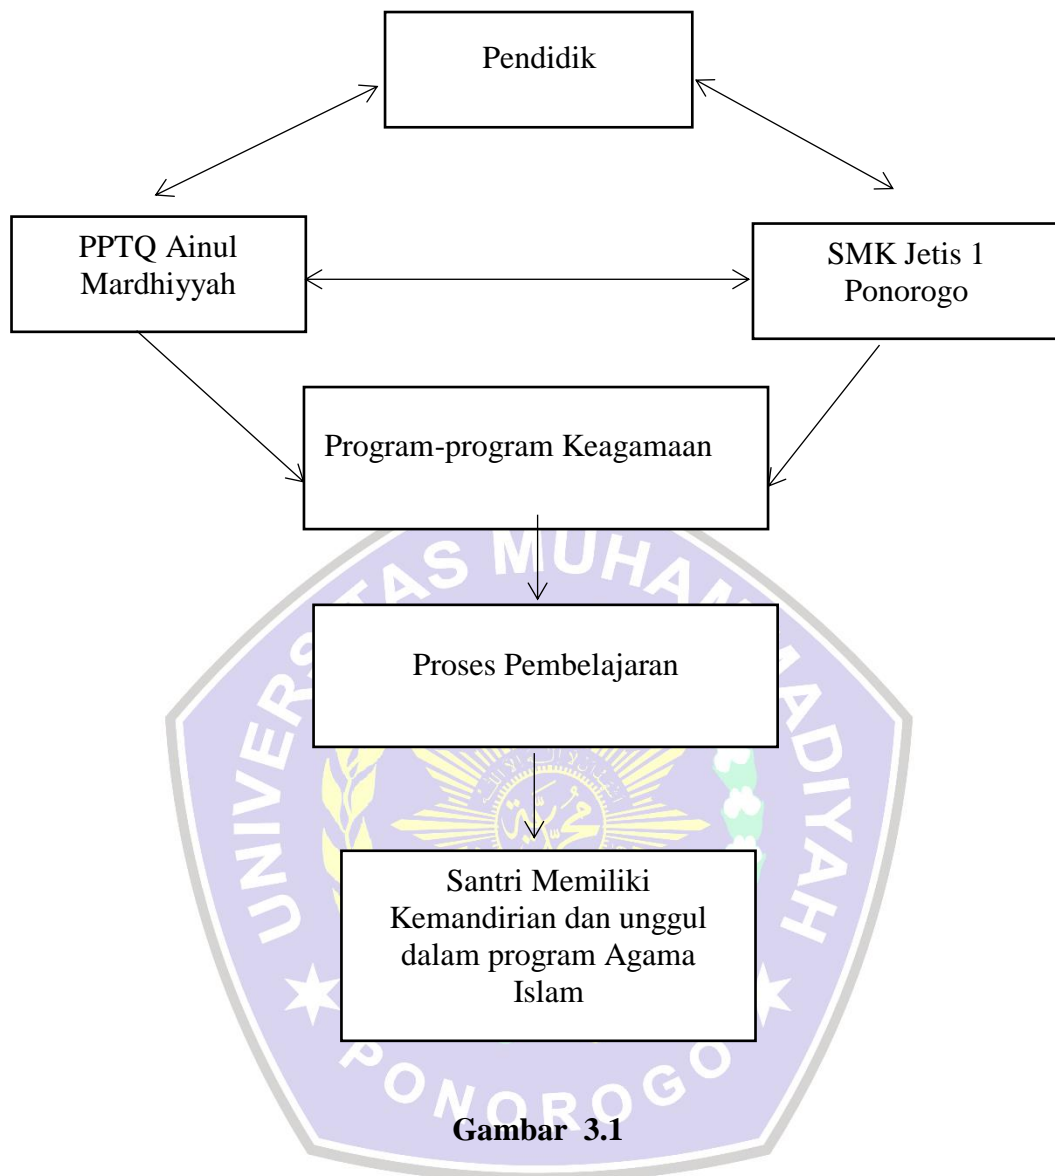 Pendidik
PPTQ Ainul
Mardhiyyah
SMK Jetis 1
Ponorogo
Program-program Keagamaan
Proses Pembelajaran
Santri Memiliki
Kemandirian dan unggul
dalam program Agama
Islam
PONOROGO
Gambar 3.1